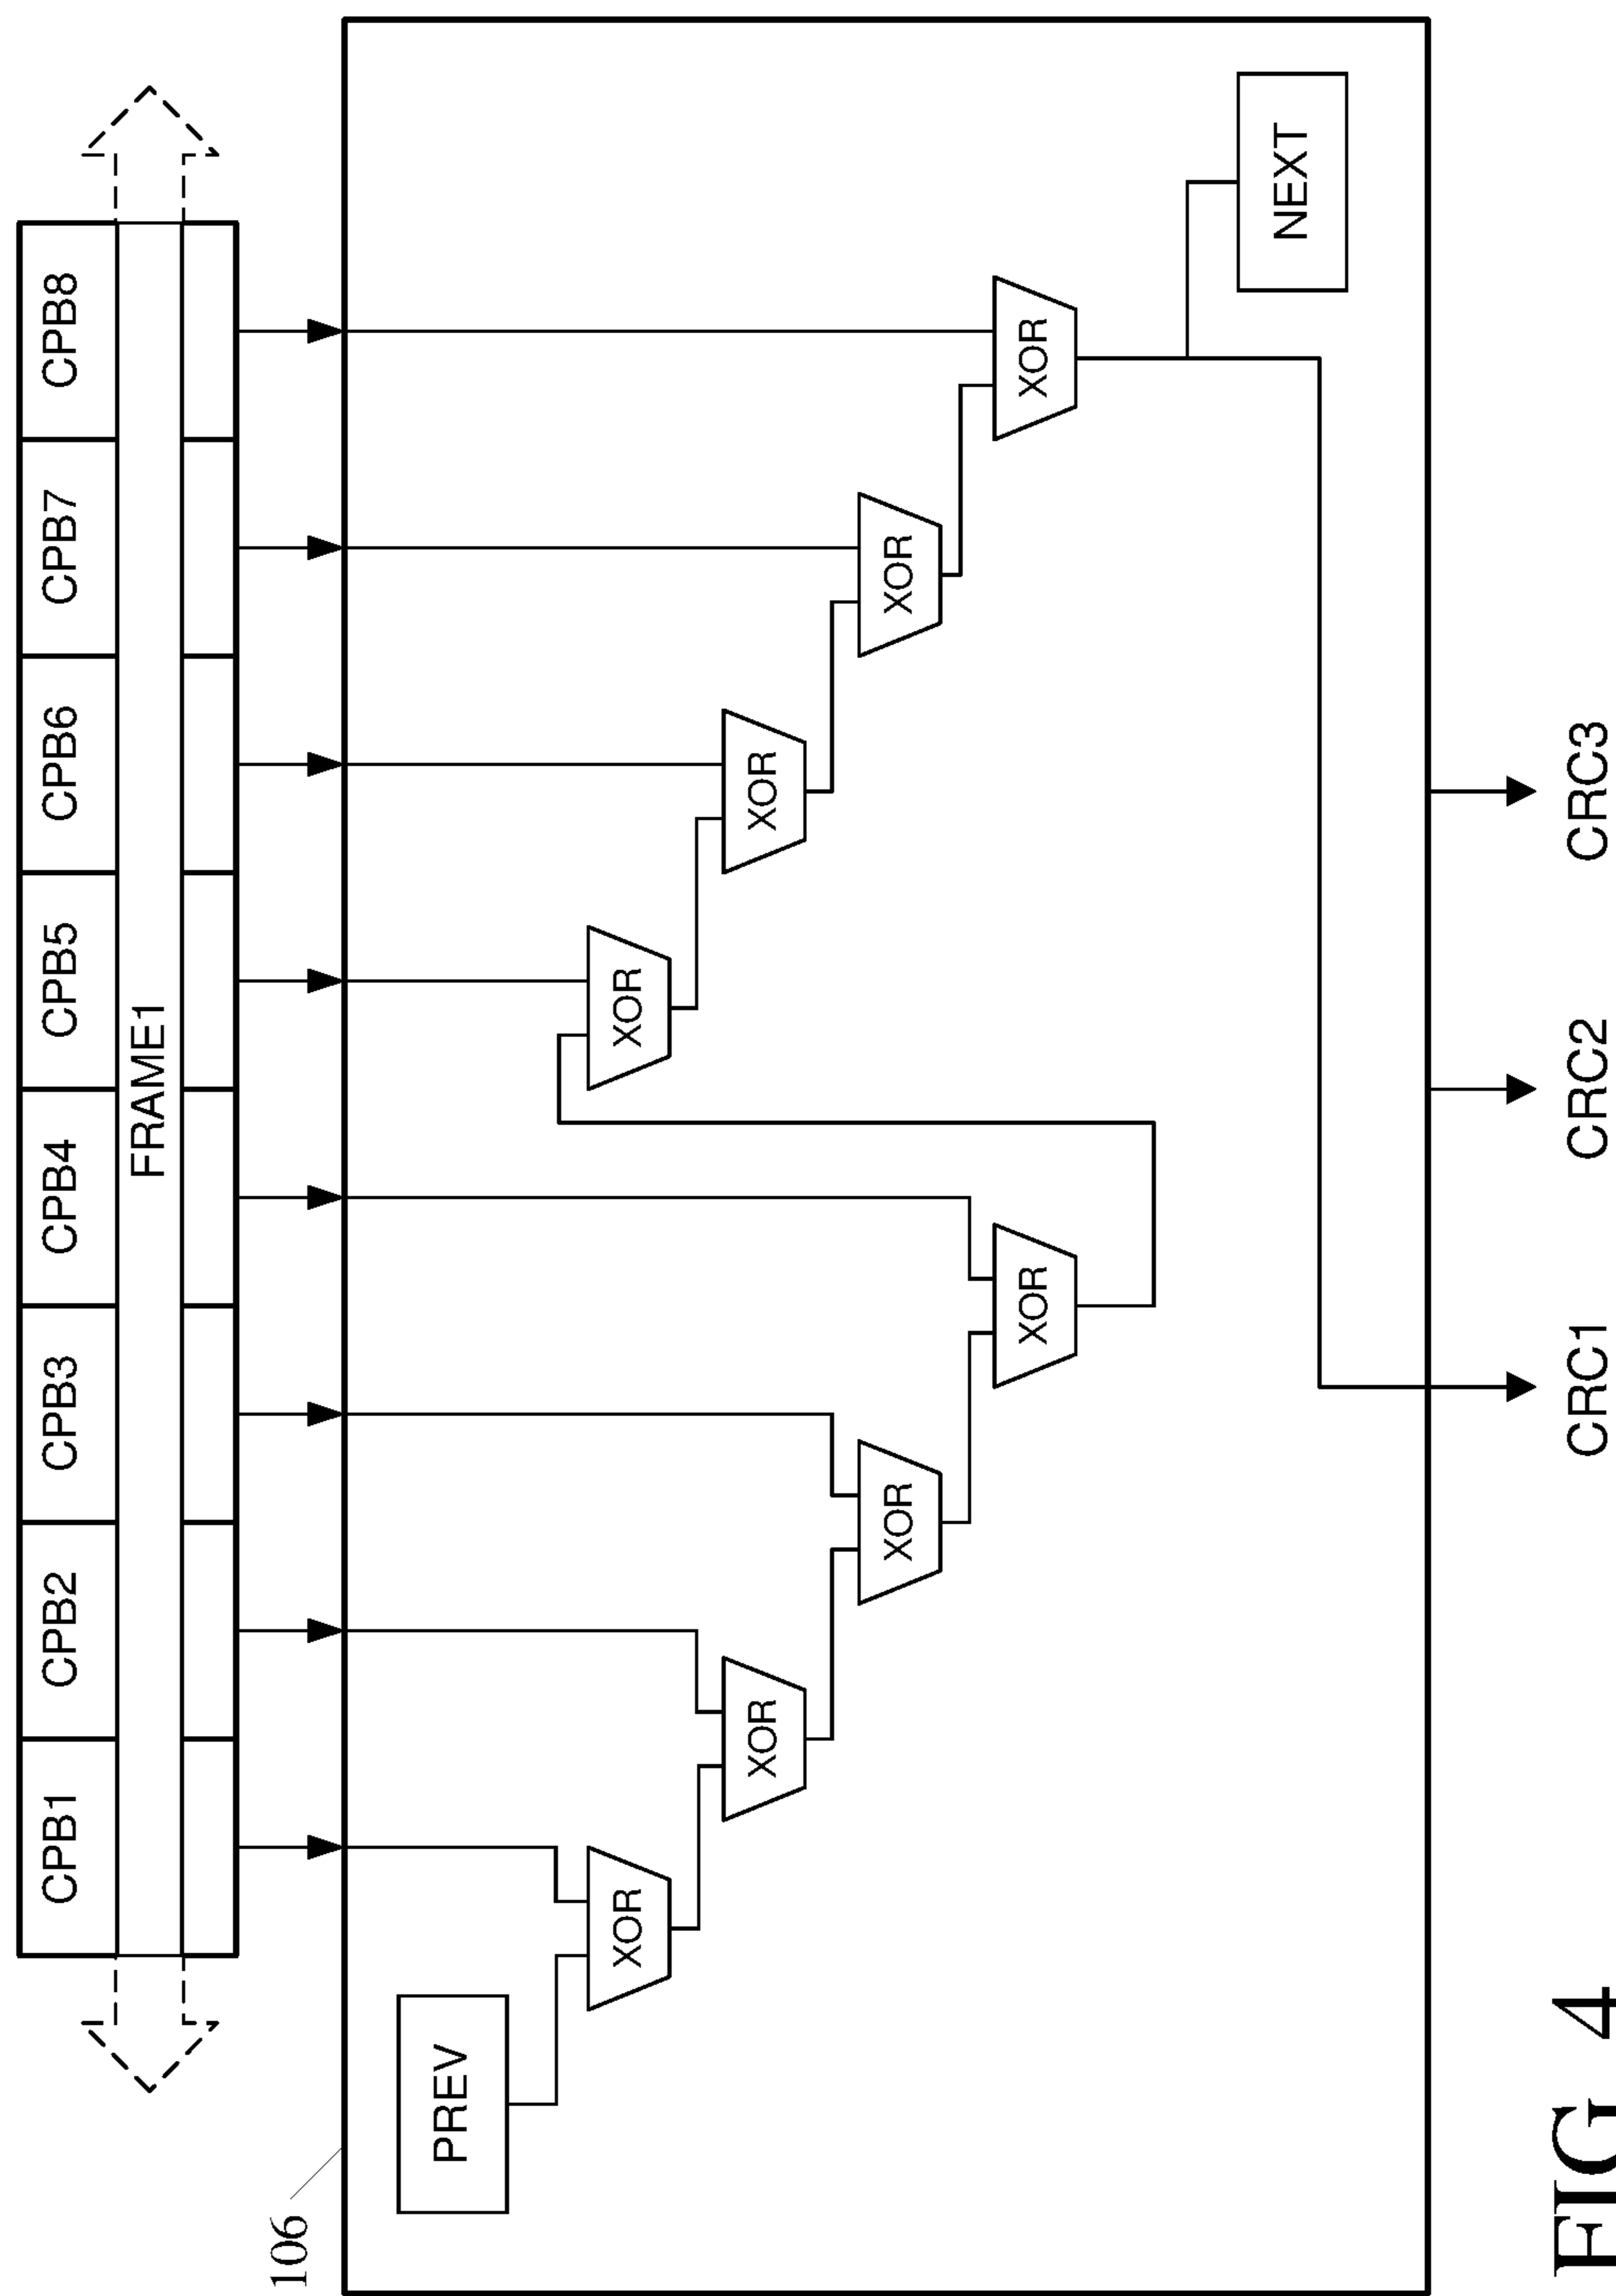 CPB1 CPB2 CPB3 CPB4 CPB5 CPB6 CPB7 CPB8
FRAME1
106
PREV
XOR XOR
XOR XOR
XOR XOR
XOR XOR
NEXT
CRC1 CRC2 CRC3
FIG 4